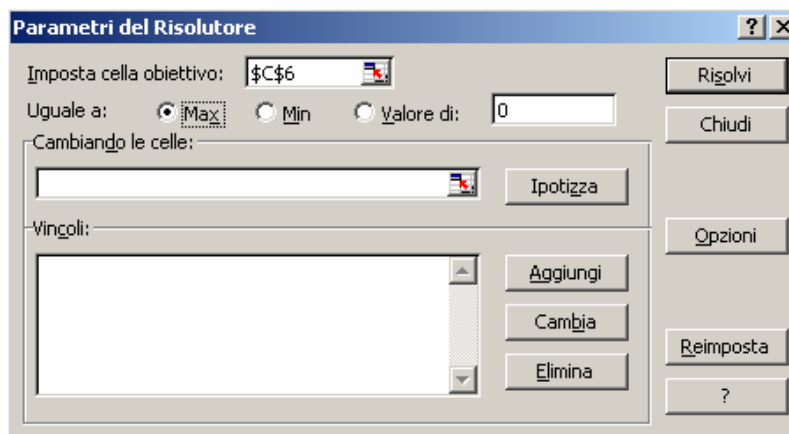 Parametri del Risolutore ? X
Imposta cella obiettivo: $C$6
Uguale a: Max Min Valore di: 0
Cambiando le celle:
Ipotizza
Vincoli:
Aggiungi
Cambia
Elimina
Risolvi
Chiudi
Opzioni
Reimposta
?